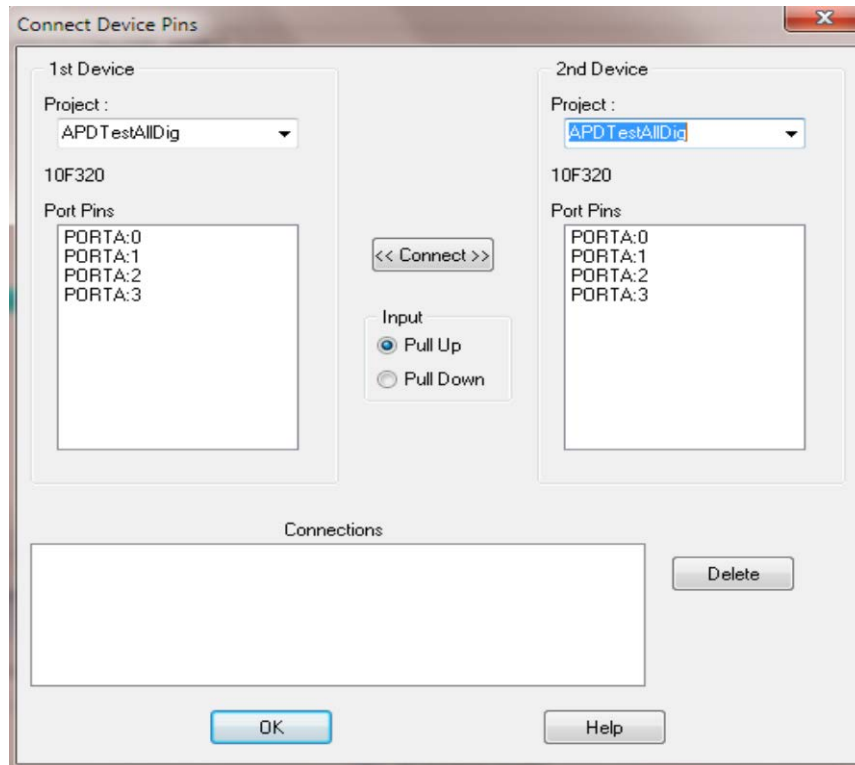 Connect Device Pins
1st Device
Project :
APDTestAllDig
10F320
Port Pins
PORTA:0
PORTA:1
PORTA:2
PORTA:3
<< Connect >>
Input
Pull Up
Pull Down
2nd Device
Project :
APDTestAllDig
10F320
Port Pins
PORTA:0
PORTA:1
PORTA:2
PORTA:3
Connections
Delete
OK
Help